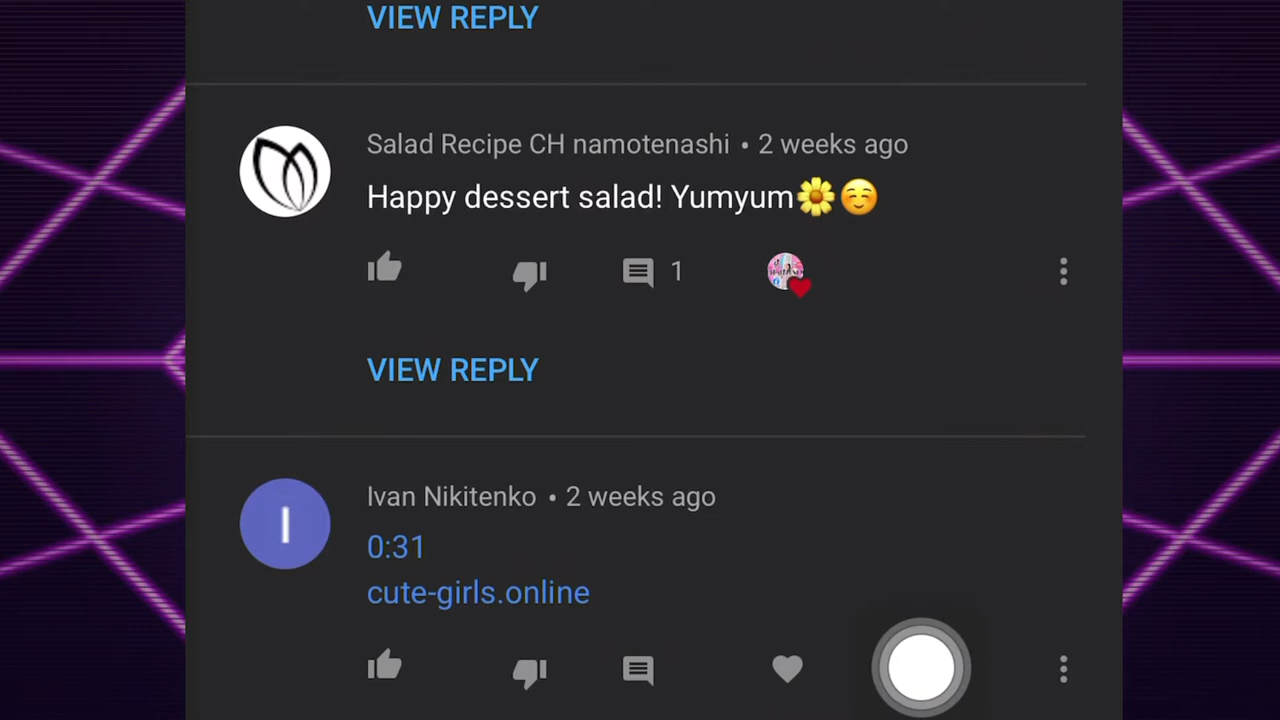 VIEW REPLY
Salad Recipe CH namotenashi • 2 weeks ago
Happy dessert salad! Yumyum🌼☺️
1
VIEW REPLY
I
Ivan Nikitenko • 2 weeks ago
0:31
cute-girls.online